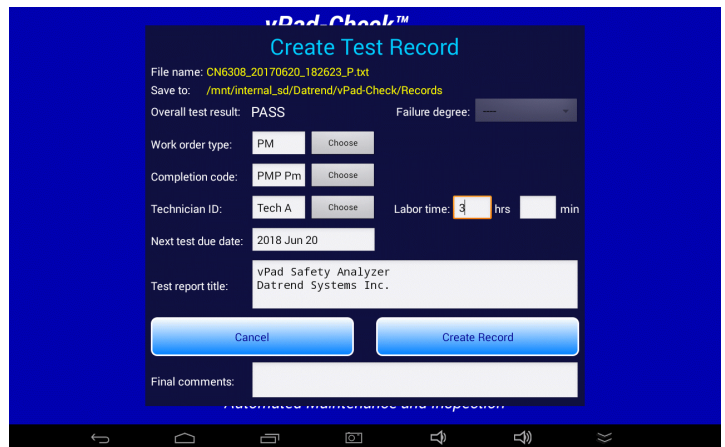 vPad-Check™
Create Test Record
File name: CN6308_20170620_182623_P.txt
Save to: /mnt/internal_sd/Datrend/vPad-Check/Records
Overall test result: PASS Failure degree: ---
Work order type: PM Choose
Completion code: PMP Pm Choose
Technician ID: Tech A Choose Labor time: 3 hrs min
Next test due date: 2018 Jun 20
vPad Safety Analyzer
Test report title: Datrend Systems Inc.
Cancel Create Record
Final comments:
Automated Maintenance and Inspection